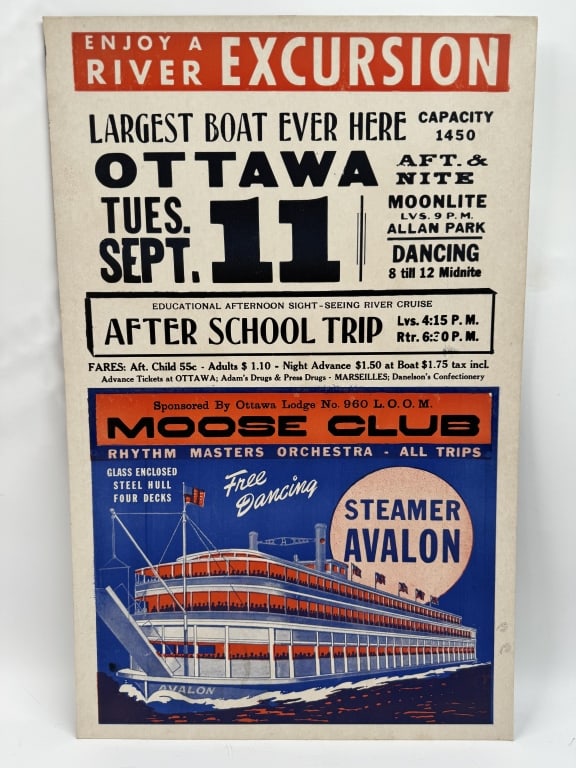 ENJOY A
RIVER EXCURSION
LARGEST BOAT EVER HERE
CAPACITY
1450
OTTAWA
AFT. &
NITE
TUES.
SEPT. 11
MOONLITE
LVS. 9 P.M.
ALLAN PARK
DANCING
8 till 12 Midnite
EDUCATIONAL AFTERNOON SIGHT-SEEING RIVER CRUISE
AFTER SCHOOL TRIP
Lvs. 4:15 P.M.
Rtr. 6:30 P.M.
FARES: Aft. Child 55c - Adults $1.10 - Night Advance $1.50 at Boat $1.75 tax incl.
Advance Tickets at OTTAWA; Adam's Drugs & Press Drugs - MARSEILLES; Danelson's Confectionery
Sponsored By Ottawa Lodge No. 960 L.O.O.M.
MOOSE CLUB
RHYTHM MASTERS ORCHESTRA - ALL TRIPS
GLASS ENCLOSED
STEEL HULL
FOUR DECKS
Free
Dancing
STEAMER
AVALON
AVALON